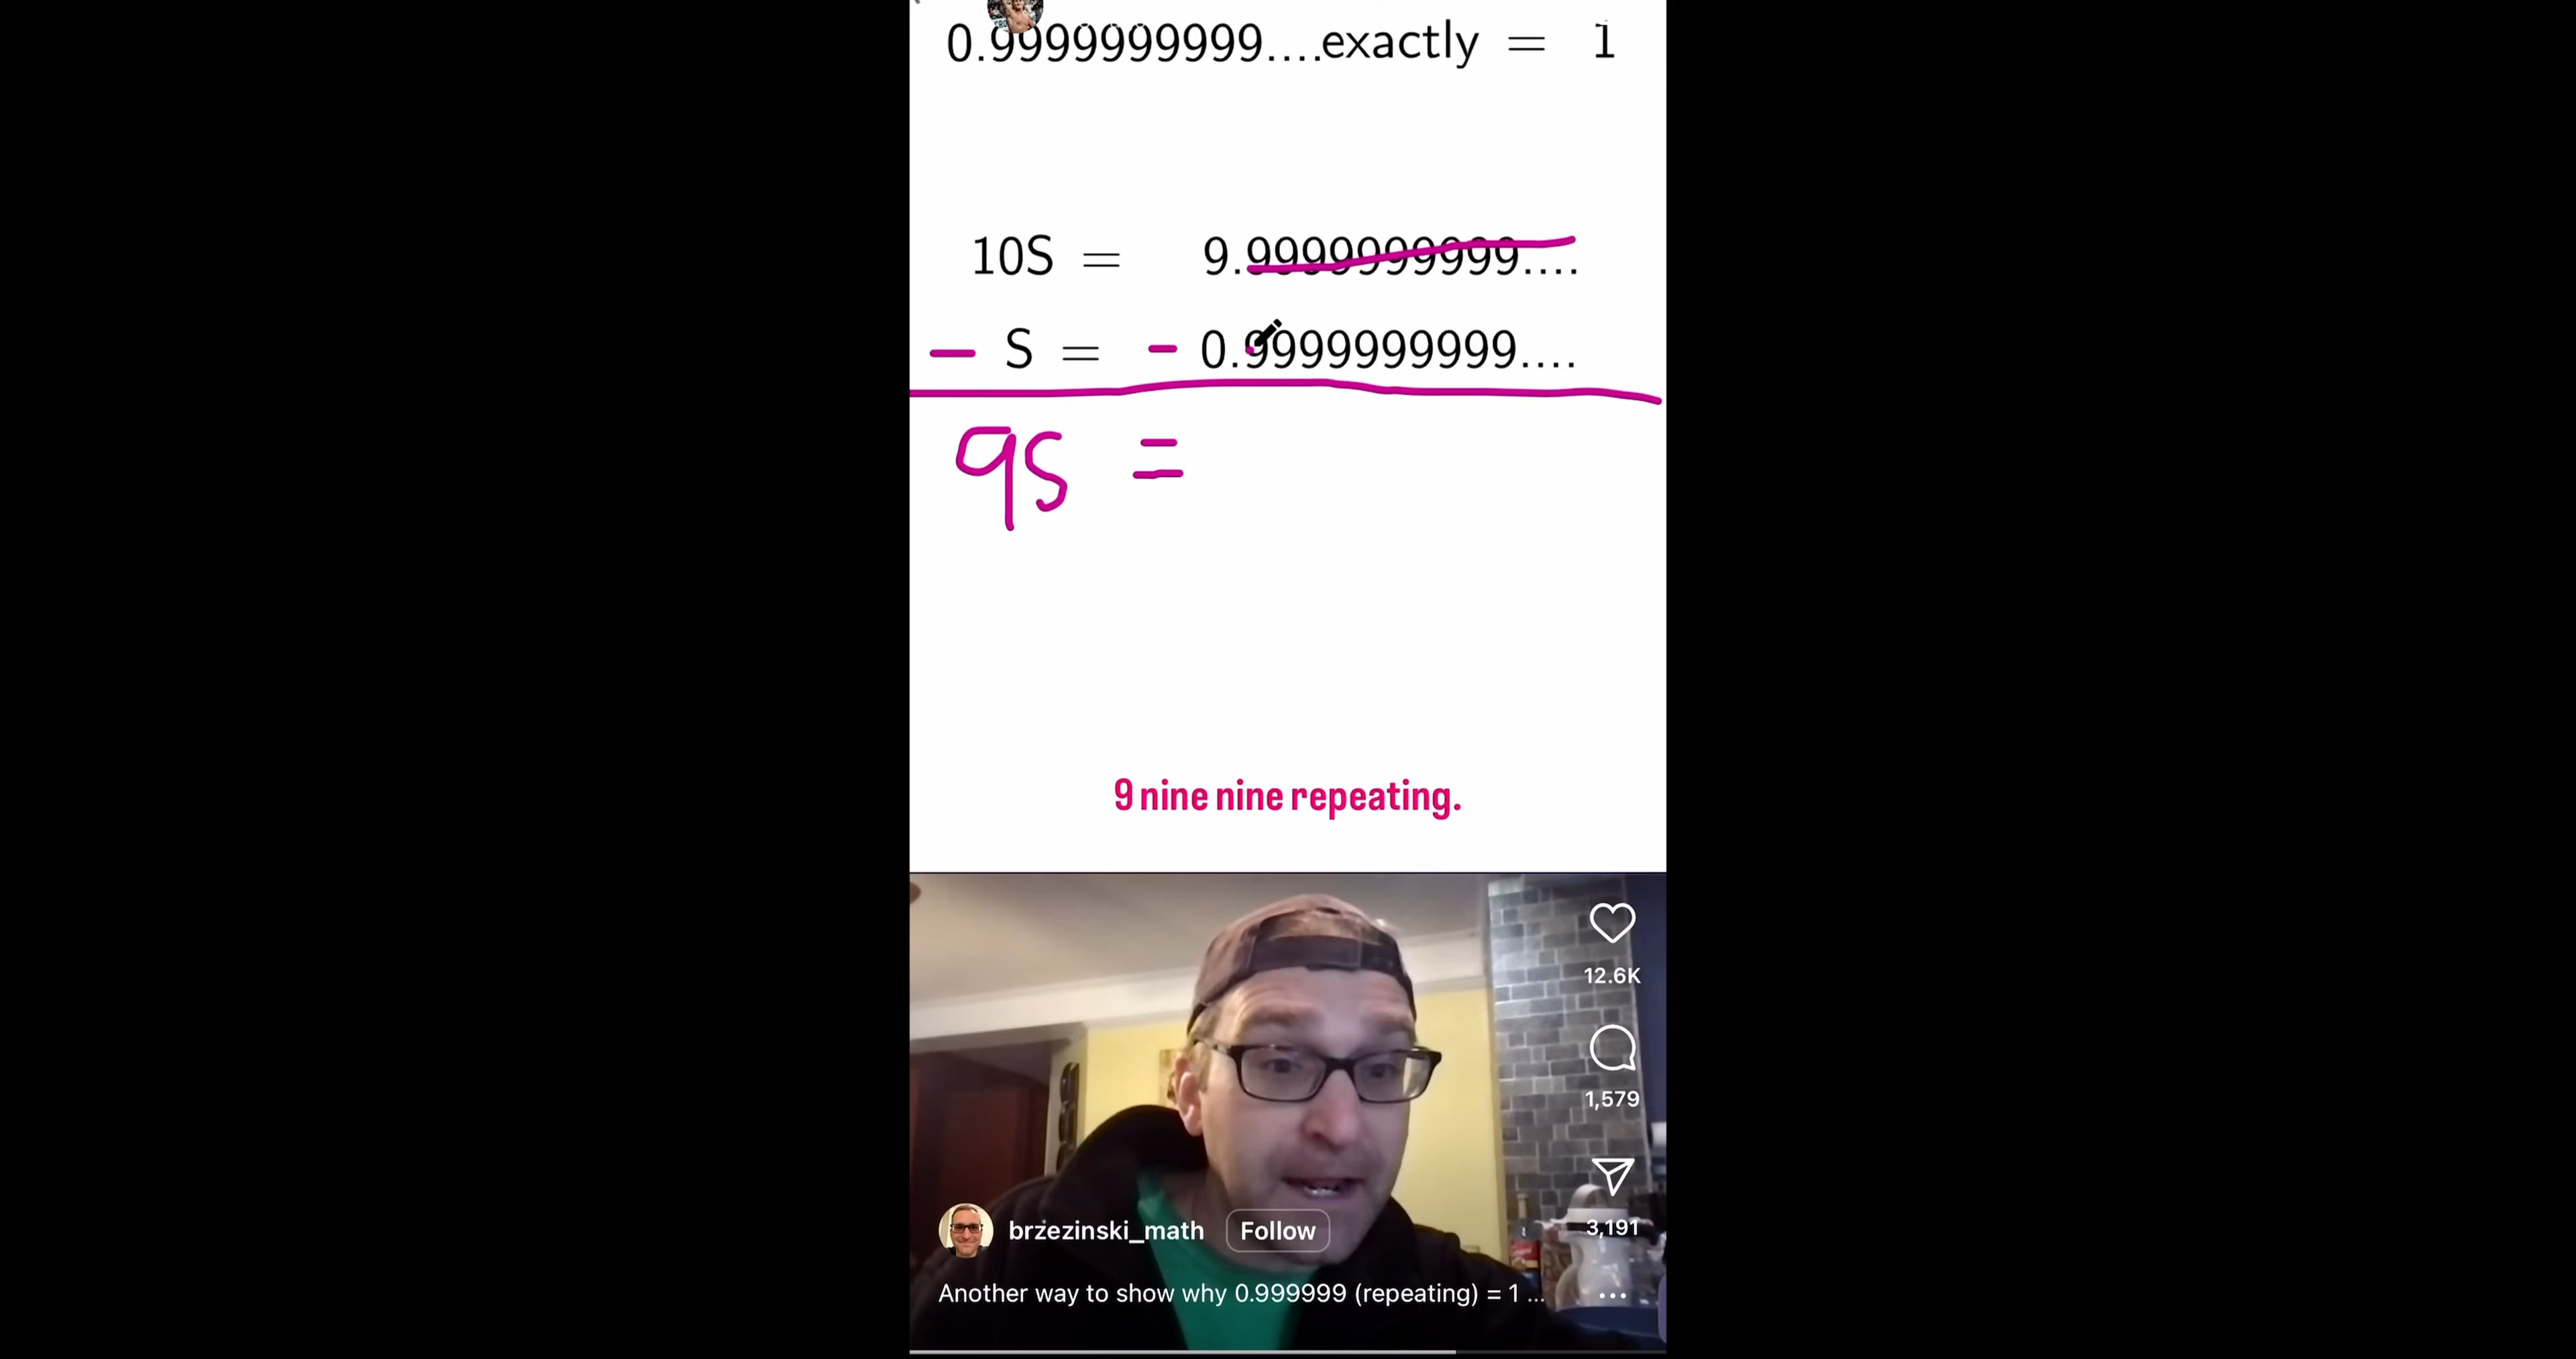 0.9999999999....exactly = 1
10S = 9.9999999999....
- S = - 0.9999999999....
9S =
9 nine nine repeating.
12.6K
1,579
3,191
brzezinski_math Follow
Another way to show why 0.999999 (repeating) = 1 ...